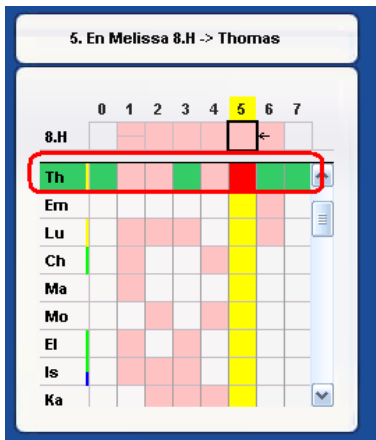 5. En Melissa 8.H -> Thomas
0 1 2 3 4 5 6 7
8.H ←
Th
Em
Lu
Ch
Ma
Mo
El
Is
Ka